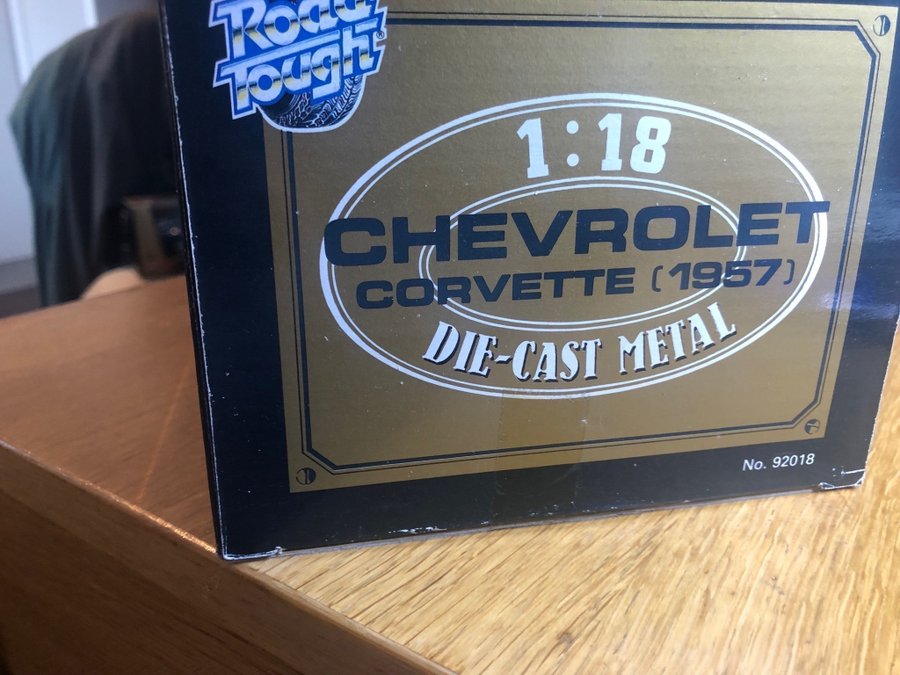 Road
Tough®
1:18
CHEVROLET
CORVETTE (1957)
DIE-CAST METAL
No. 92018